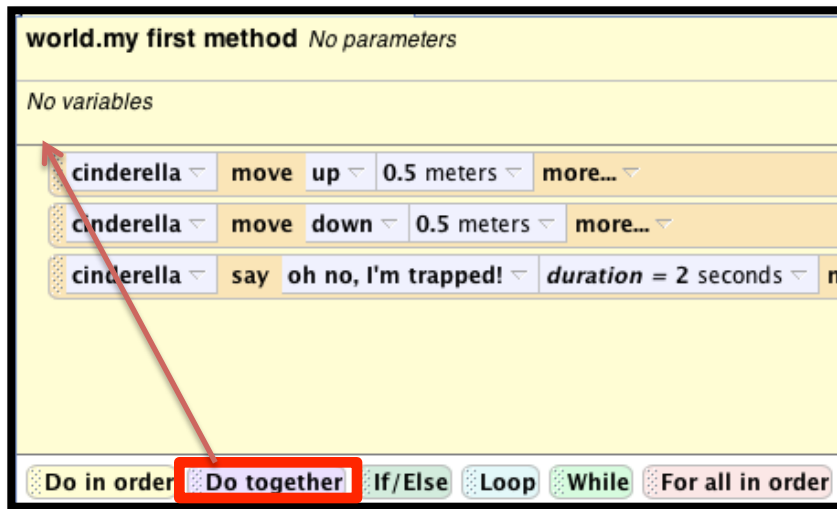 world.my first method No parameters
No variables
cinderella move up 0.5 meters more...
cinderella move down 0.5 meters more...
cinderella say oh no, I'm trapped! duration = 2 seconds
Do in order Do together If/Else Loop While For all in order